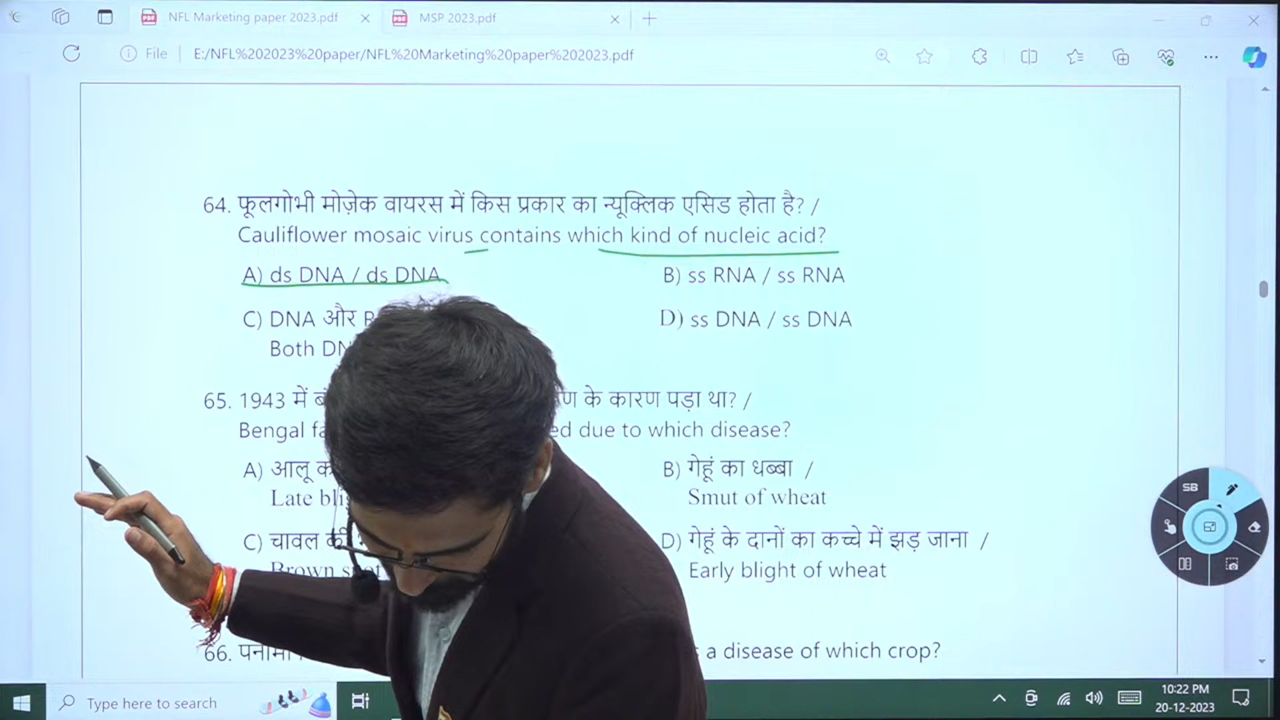 NFL Marketing paper 2023.pdf
MSP 2023.pdf
File E:/NFL%202023%20paper/NFL%20Marketing%20paper%202023.pdf
64. फूलगोभी मोज़ेक वायरस में किस प्रकार का न्यूक्लिक एसिड होता है? /
Cauliflower mosaic virus contains which kind of nucleic acid?
A) ds DNA / ds DNA
B) ss RNA / ss RNA
C) DNA और
D) ss DNA / ss DNA
Both
65. 1943 में के कारण पड़ा था? /
Bengal due to which disease?
A) आलू
B) गेहूं का धब्बा /
Late
Smut of wheat
C) चावल की
D) गेहूं के दानों का कच्चे में झड़ जाना /
Brown spot
Early blight of wheat
66. a disease of which crop?
SB
Type here to search
10:22 PM
20-12-2023